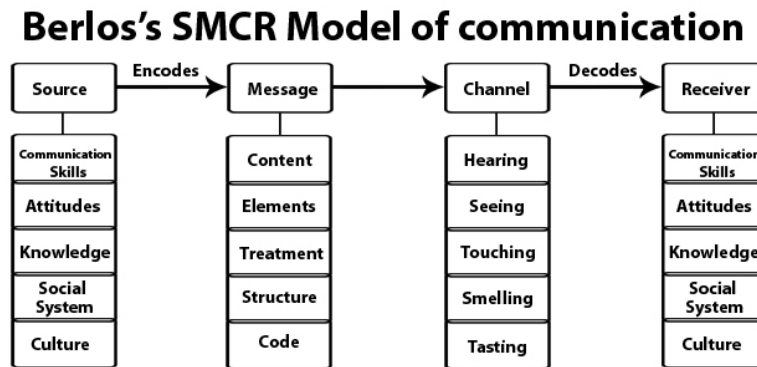 Berlos's SMCR Model of communication
Encodes
Decodes
Source
Message
Channel
Receiver
Communication
Skills
Content
Hearing
Communication
Skills
Attitudes
Elements
Seeing
Attitudes
Knowledge
Treatment
Touching
Knowledge
Social
System
Structure
Smelling
Social
System
Culture
Code
Tasting
Culture